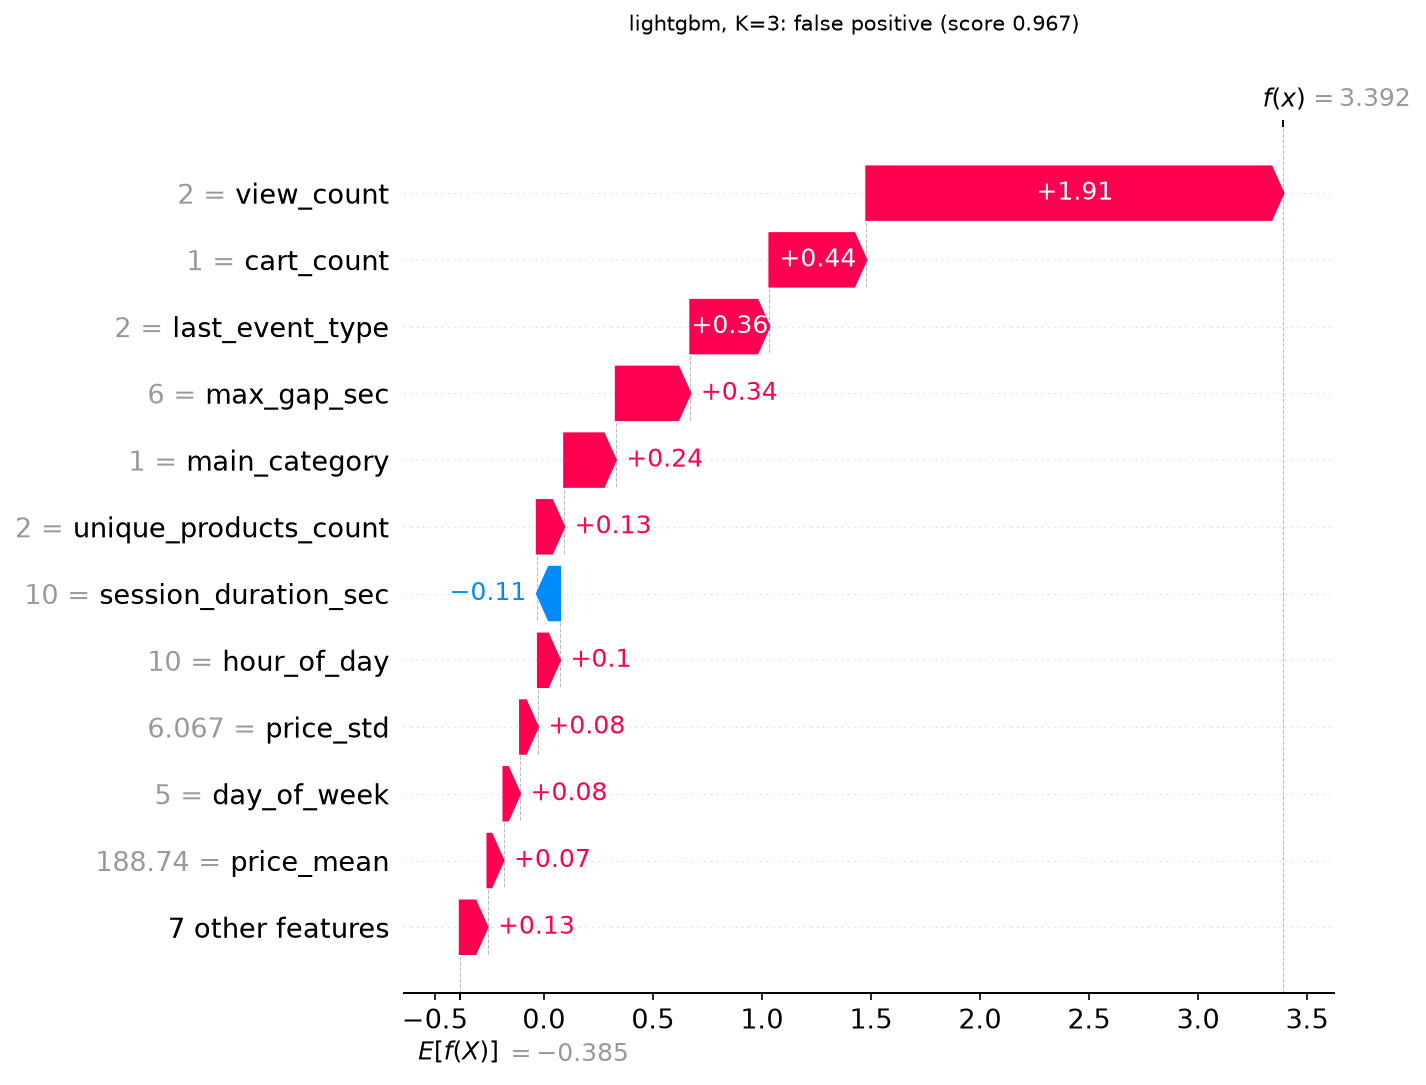 lightgbm, K=3: false positive (score 0.967)
f(x) = 3.392
2 = view_count +1.91
1 = cart_count +0.44
2 = last_event_type +0.36
6 = max_gap_sec +0.34
1 = main_category +0.24
2 = unique_products_count +0.13
10 = session_duration_sec −0.11
10 = hour_of_day +0.1
6.067 = price_std +0.08
5 = day_of_week +0.08
188.74 = price_mean +0.07
7 other features +0.13
−0.5 0.0 0.5 1.0 1.5 2.0 2.5 3.0 3.5
E[f(X)] = −0.385